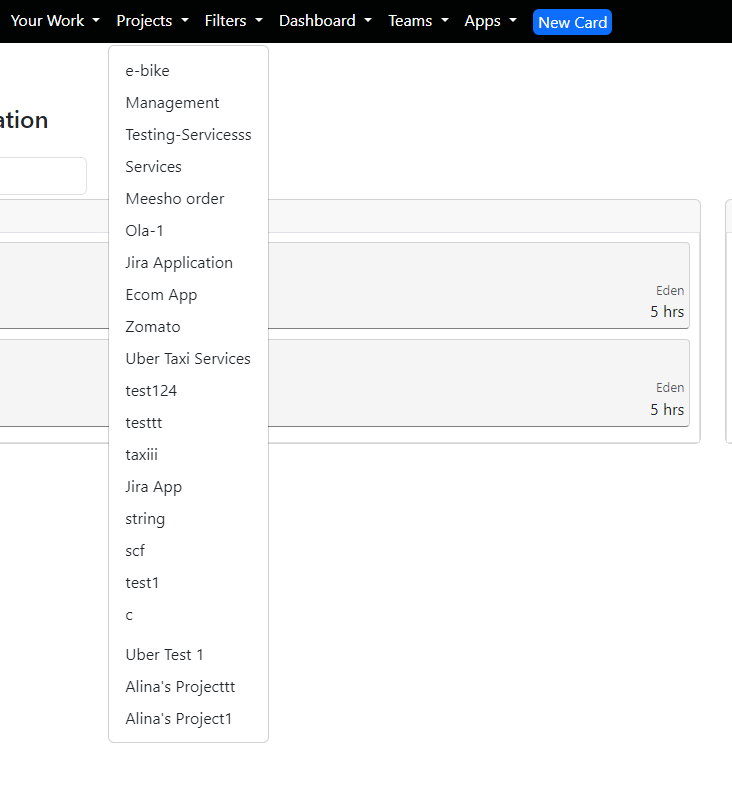 Your Work Projects Filters Dashboard Teams Apps New Card
ation
e-bike
Management
Testing-Servicesss
Services
Meesho order
Ola-1
Jira Application
Ecom App
Zomato
Uber Taxi Services
test124
testtt
taxiii
Jira App
string
scf
test1
c
Uber Test 1
Alina's Projecttt
Alina's Project1
Eden
5 hrs
Eden
5 hrs